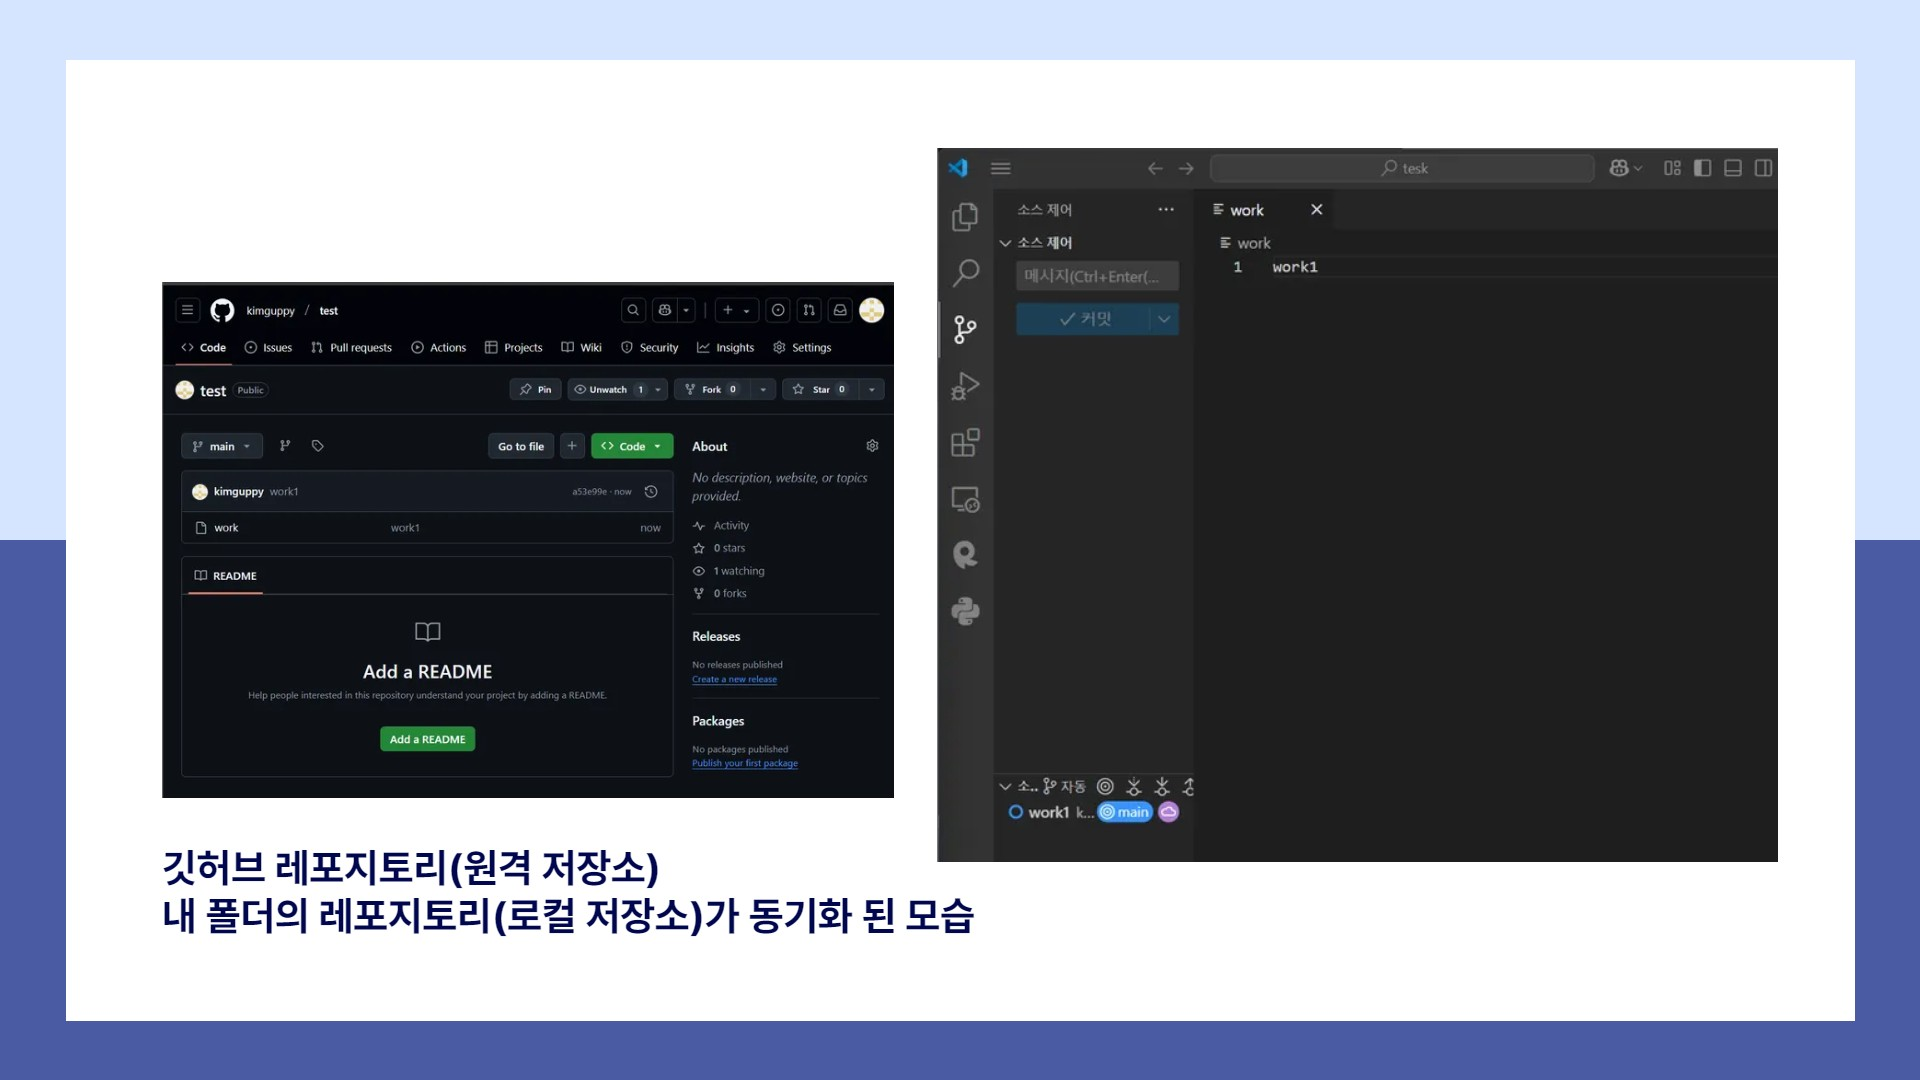 kimguppy / test
Code Issues Pull requests Actions Projects Wiki Security Insights Settings
test Public
Pin Unwatch 1 Fork 0 Star 0
main Go to file Code
kimguppy work1 a53e99e · now
work work1 now
README
Add a README
Help people interested in this repository understand your project by adding a README.
Add a README
About
No description, website, or topics
provided.
Activity
0 stars
1 watching
0 forks
Releases
No releases published
Create a new release
Packages
No packages published
Publish your first package
tesk
소스 제어 ···
소스 제어
메시지(Ctrl+Enter(...
커밋
work
work
1 work1
소.. 자동
work1 k... main
깃허브 레포지토리(원격 저장소)
내 폴더의 레포지토리(로컬 저장소)가 동기화 된 모습